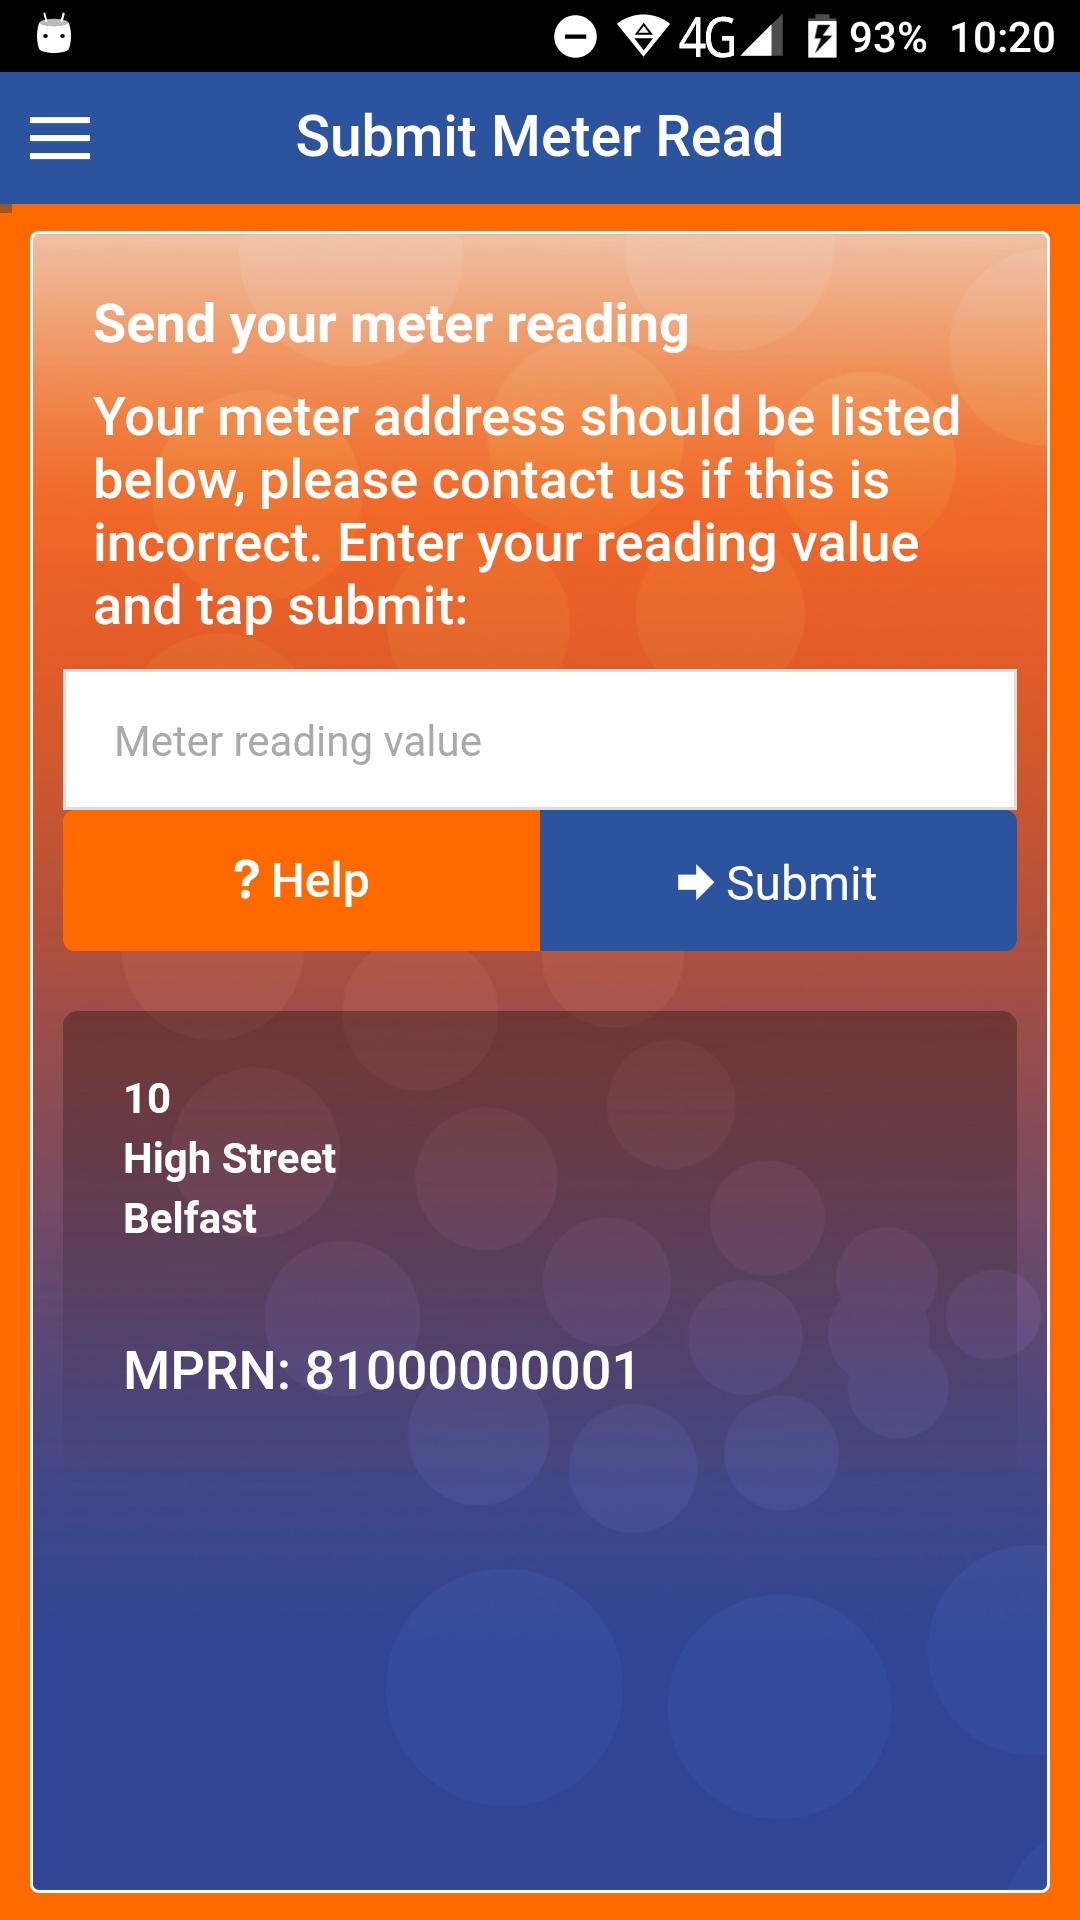 4G 93% 10:20
Submit Meter Read
Send your meter reading
Your meter address should be listed
below, please contact us if this is
incorrect. Enter your reading value
and tap submit:
Meter reading value
? Help Submit
10
High Street
Belfast
MPRN: 81000000001